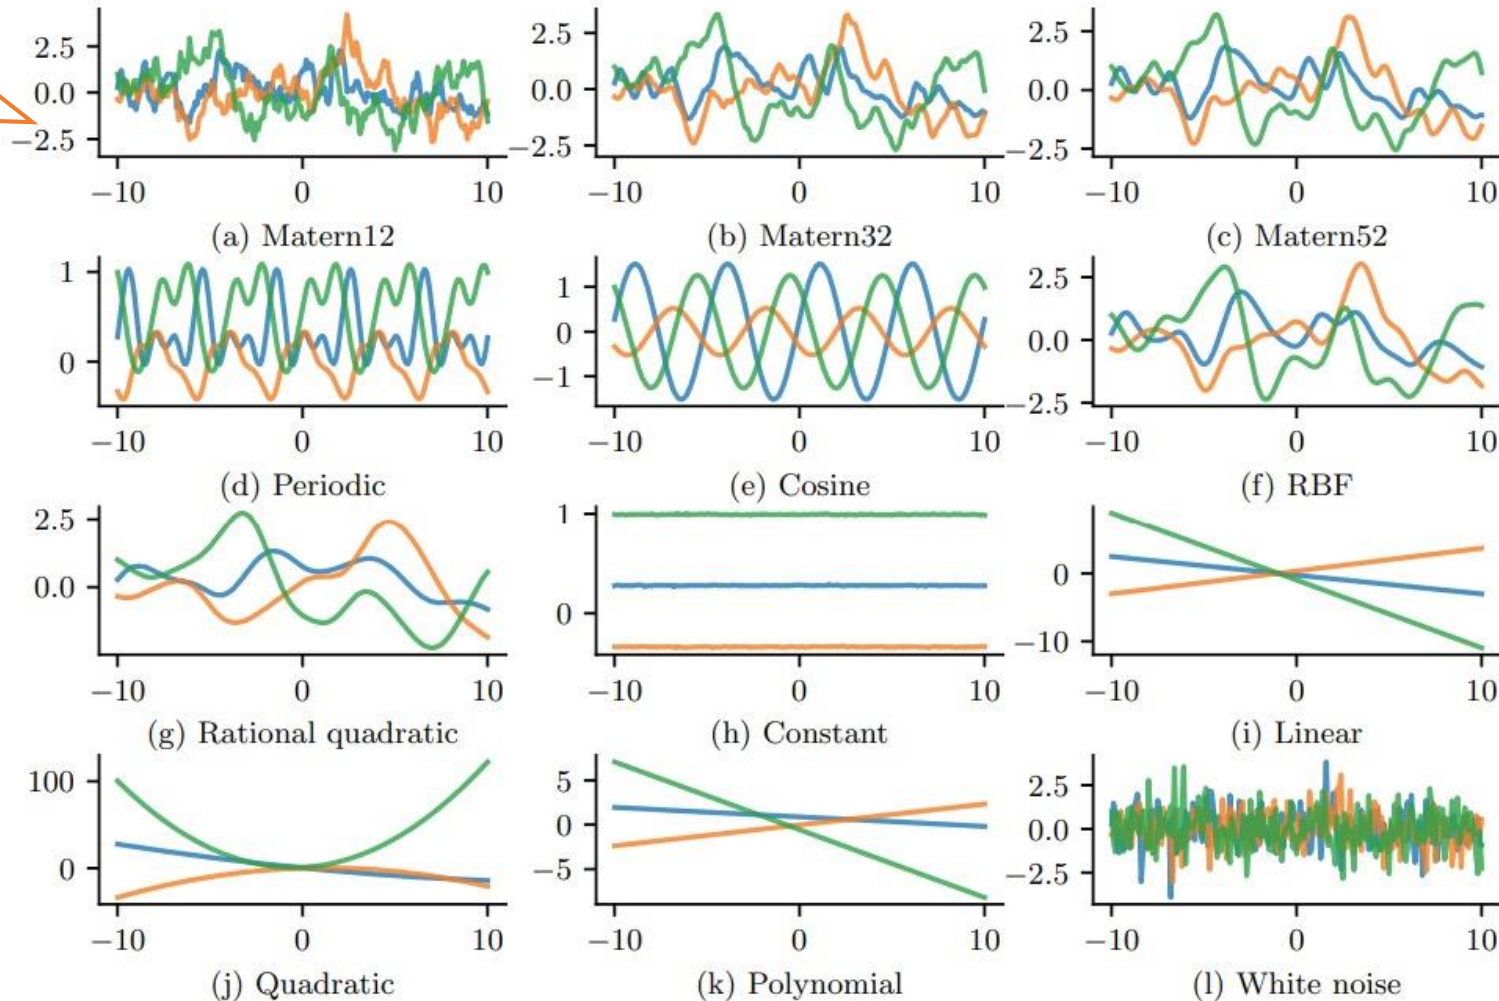 2.5
0.0
−2.5
−10 0 10
(a) Matern12
2.5
0.0
−2.5
−10 0 10
(b) Matern32
2.5
0.0
−2.5
−10 0 10
(c) Matern52
1
0
−10 0 10
(d) Periodic
1
0
−1
−10 0 10
(e) Cosine
2.5
0.0
−2.5
−10 0 10
(f) RBF
2.5
0.0
−10 0 10
(g) Rational quadratic
1
0
−10 0 10
(h) Constant
0
−10
−10 0 10
(i) Linear
100
0
−10 0 10
(j) Quadratic
5
0
−5
−10 0 10
(k) Polynomial
2.5
0.0
−2.5
−10 0 10
(l) White noise